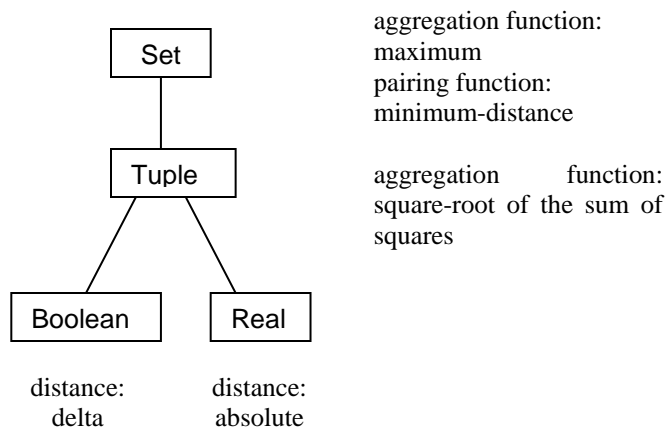 Set
aggregation function:
maximum
pairing function:
minimum-distance
Tuple
aggregation function:
square-root of the sum of
squares
Boolean
Real
distance:
delta
distance:
absolute